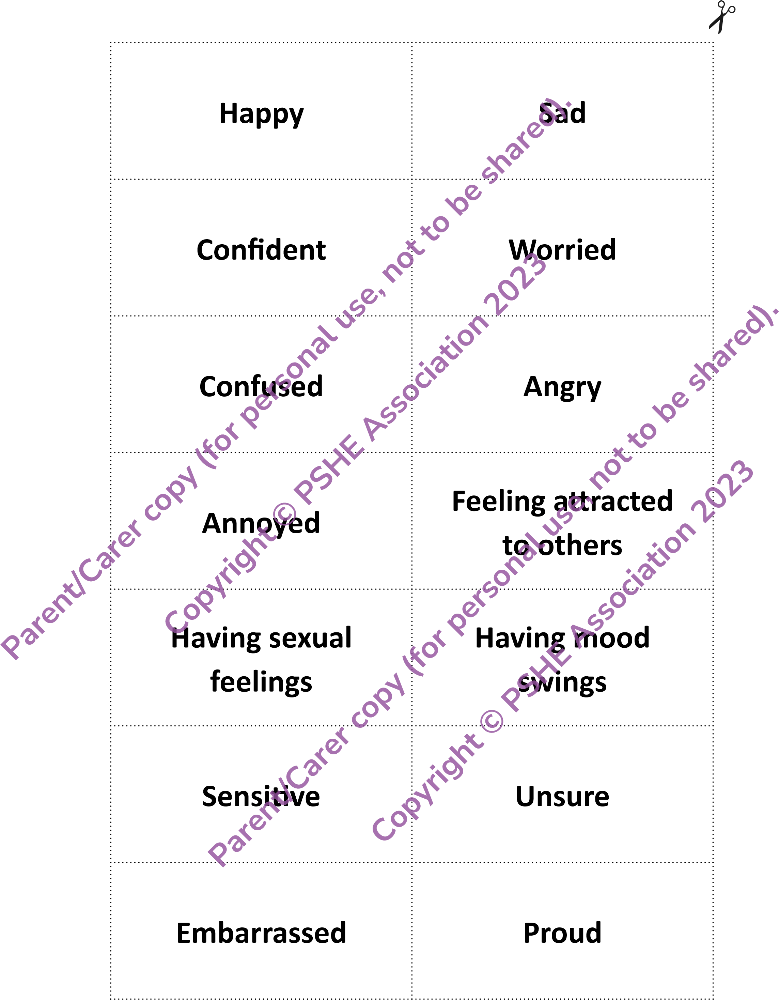 Happy
Sad
Confident
Worried
Confused
Angry
Annoyed
Feeling attracted
to others
Having sexual
feelings
Having mood
swings
Sensitive
Unsure
Embarrassed
Proud
Parent/Carer copy (for personal use, not to be shared).
Copyright © PSHE Association 2023
Parent/Carer copy (for personal use, not to be shared).
Copyright © PSHE Association 2023